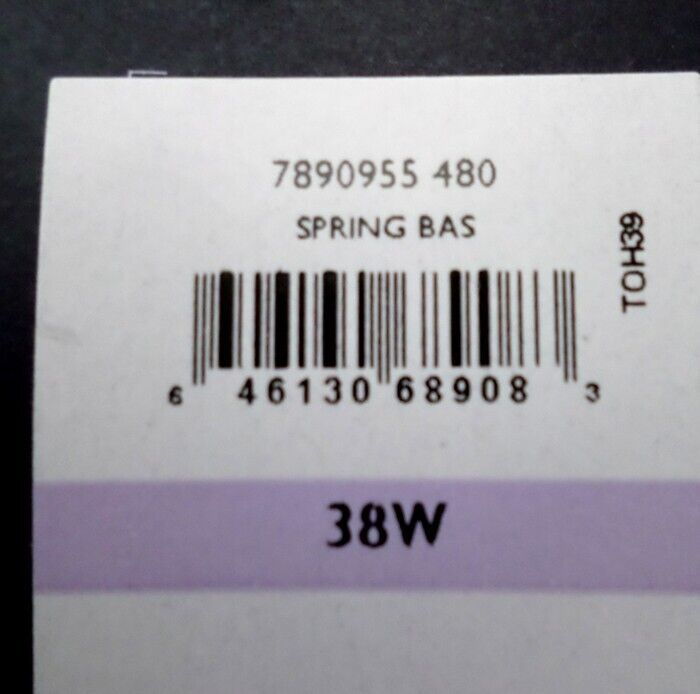 7890955 480
SPRING BAS
TOH39
6 46130 68908 3
38W